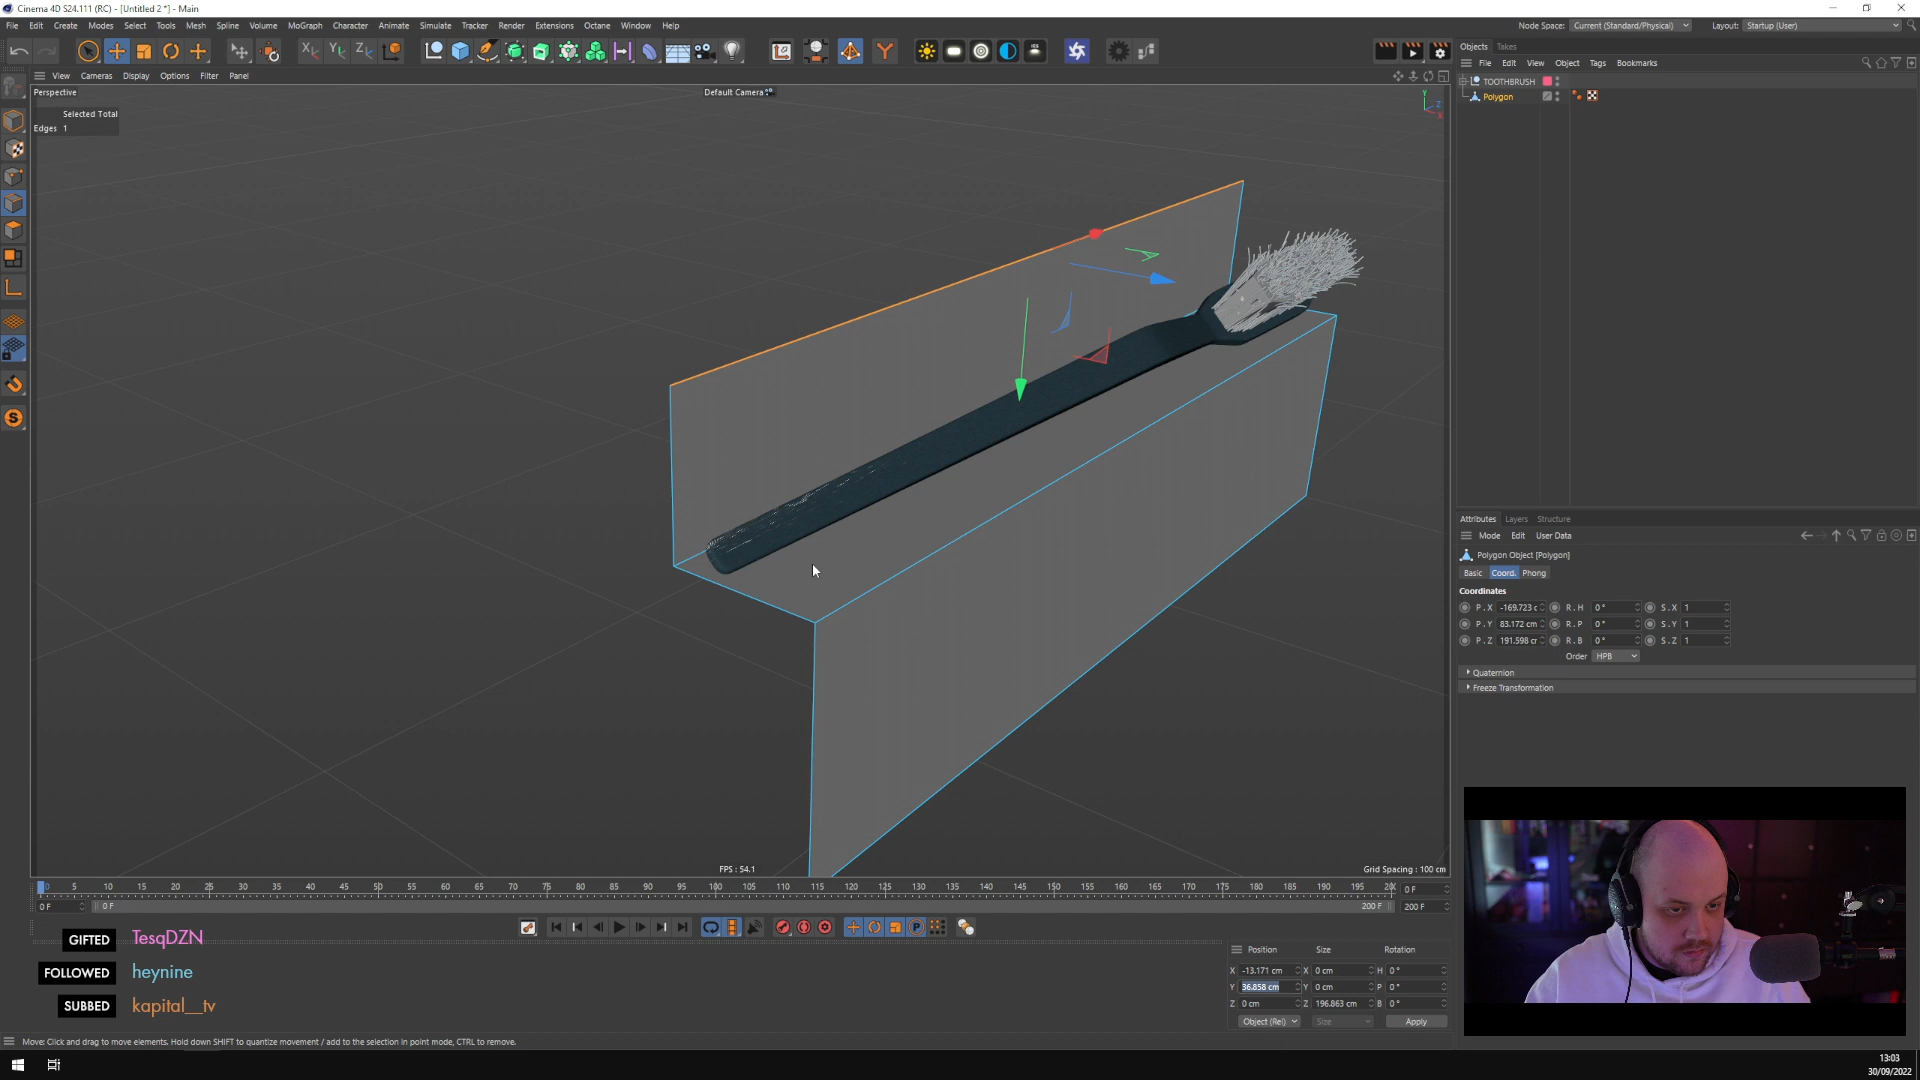 Cinema 4D S24.111 (RC) - [Untitled 2 *] - Main
File Edit Create Modes Select Tools Mesh Spline Volume MoGraph Character Animate Simulate Tracker Render Extensions Octane Window Help
Node Space: Current (Standard/Physical) Layout: Startup (User)
View Cameras Display Options Filter Panel
Perspective
Default Camera
Selected Total
Edges 1
Objects Takes
File Edit View Object Tags Bookmarks
TOOTHBRUSH
Polygon
Attributes Layers Structure
Mode Edit User Data
Polygon Object [Polygon]
Basic Coord. Phong
Coordinates
P.X -169.723 c R.H 0° S.X 1
P.Y 83.172 cm R.P 0° S.Y 1
P.Z 191.598 cr R.B 0° S.Z 1
Order HPB
Quaternion
Freeze Transformation
FPS : 54.1
Grid Spacing : 100 cm
0 5 10 15 20 25 30 35 40 45 50 55 60 65 70 75 80 85 90 95 100 105 110 115 120 125 130 135 140 145 150 155 160 165 170 175 180 185 190 195 0 F
0 F 0 F 200 F 200 F
GIFTED TesqDZN
FOLLOWED heynine
SUBBED kapital__tv
Position Size Rotation
X -13.171 cm X 0 cm H 0°
Y 36.858 cm Y 0 cm P 0°
Z 0 cm Z 196.863 cm B 0°
Object (Rel) Size Apply
Move: Click and drag to move elements. Hold down SHIFT to quantize movement / add to the selection in point mode, CTRL to remove.
13:03
30/09/2022